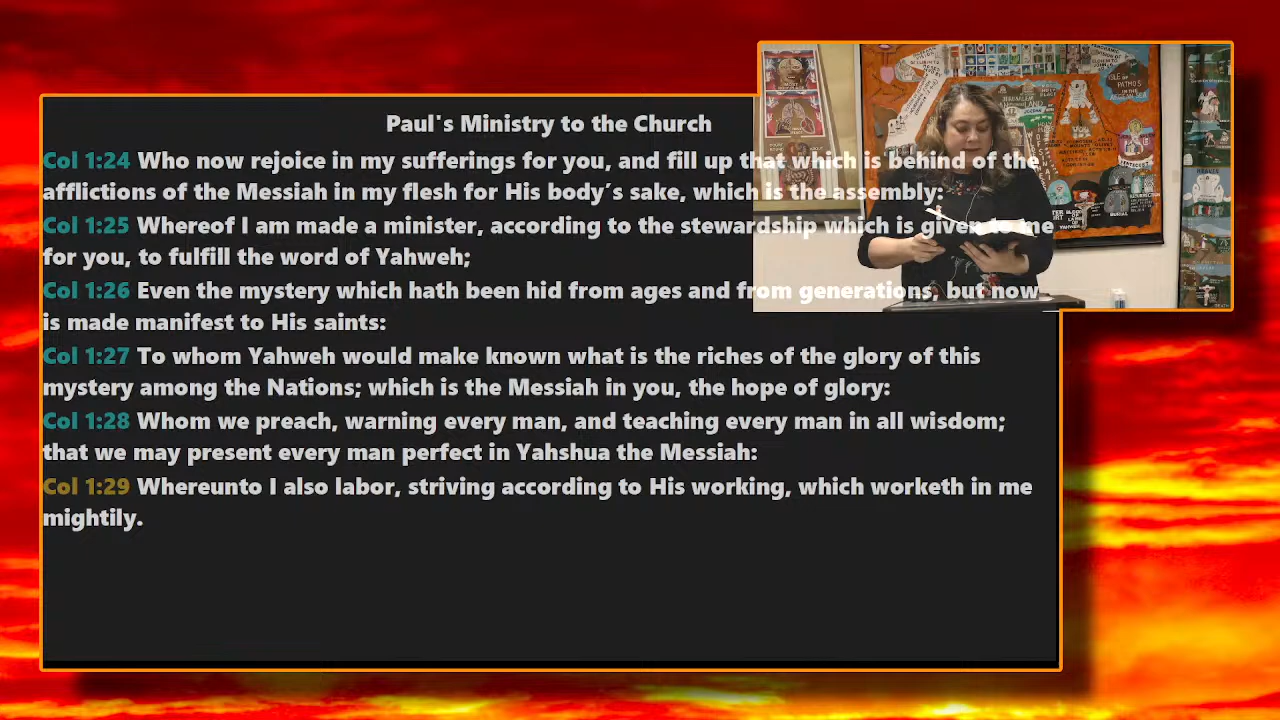 Paul's Ministry to the Church
Col 1:24 Who now rejoice in my sufferings for you, and fill up that which is behind of the
afflictions of the Messiah in my flesh for His body's sake, which is the assembly:
Col 1:25 Whereof I am made a minister, according to the stewardship which is given to me
for you, to fulfill the word of Yahweh;
Col 1:26 Even the mystery which hath been hid from ages and from generations, but now
is made manifest to His saints:
Col 1:27 To whom Yahweh would make known what is the riches of the glory of this
mystery among the Nations; which is the Messiah in you, the hope of glory:
Col 1:28 Whom we preach, warning every man, and teaching every man in all wisdom;
that we may present every man perfect in Yahshua the Messiah:
Col 1:29 Whereunto I also labor, striving according to His working, which worketh in me
mightily.
ISLE OF
PATMOS
IN THE
PENTECOST
BURIAL
YAHWEH